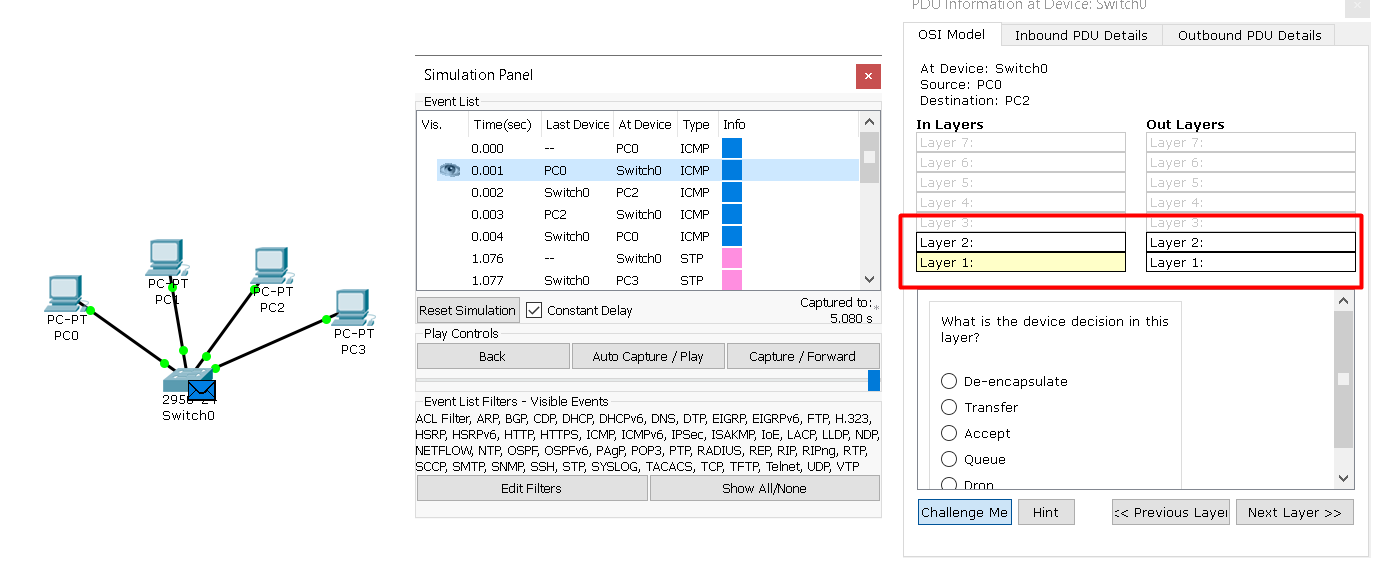 PC-PT
PC0
PC-PT
PC1
PC-PT
PC2
PC-PT
PC3
Switch0
Simulation Panel
Event List
Vis. Time(sec) Last Device At Device Type Info
0.000 -- PC0 ICMP
0.001 PC0 Switch0 ICMP
0.002 Switch0 PC2 ICMP
0.003 PC2 Switch0 ICMP
0.004 Switch0 PC0 ICMP
1.076 -- Switch0 STP
1.077 Switch0 PC3 STP
Reset Simulation Constant Delay Captured to:
5.080 s
Play Controls
Back Auto Capture / Play Capture / Forward
Event List Filters - Visible Events
ACL Filter, ARP, BGP, CDP, DHCP, DHCPv6, DNS, DTP, EIGRP, EIGRPv6, FTP, H.323,
HSRP, HSRPv6, HTTP, HTTPS, ICMP, ICMPv6, IPSec, ISAKMP, IoE, LACP, LLDP, NDP,
NETFLOW, NTP, OSPF, OSPFv6, PAgP, POP3, PTP, RADIUS, REP, RIP, RIPng, RTP,
SCCP, SMTP, SNMP, SSH, STP, SYSLOG, TACACS, TCP, TFTP, Telnet, UDP, VTP
Edit Filters Show All/None
PDU Information at Device: Switch0
OSI Model Inbound PDU Details Outbound PDU Details
At Device: Switch0
Source: PC0
Destination: PC2
In Layers Out Layers
Layer 7: Layer 7:
Layer 6: Layer 6:
Layer 5: Layer 5:
Layer 4: Layer 4:
Layer 3: Layer 3:
Layer 2: Layer 2:
Layer 1: Layer 1:
What is the device decision in this
layer?
De-encapsulate
Transfer
Accept
Queue
Drop
Challenge Me Hint << Previous Layer Next Layer >>